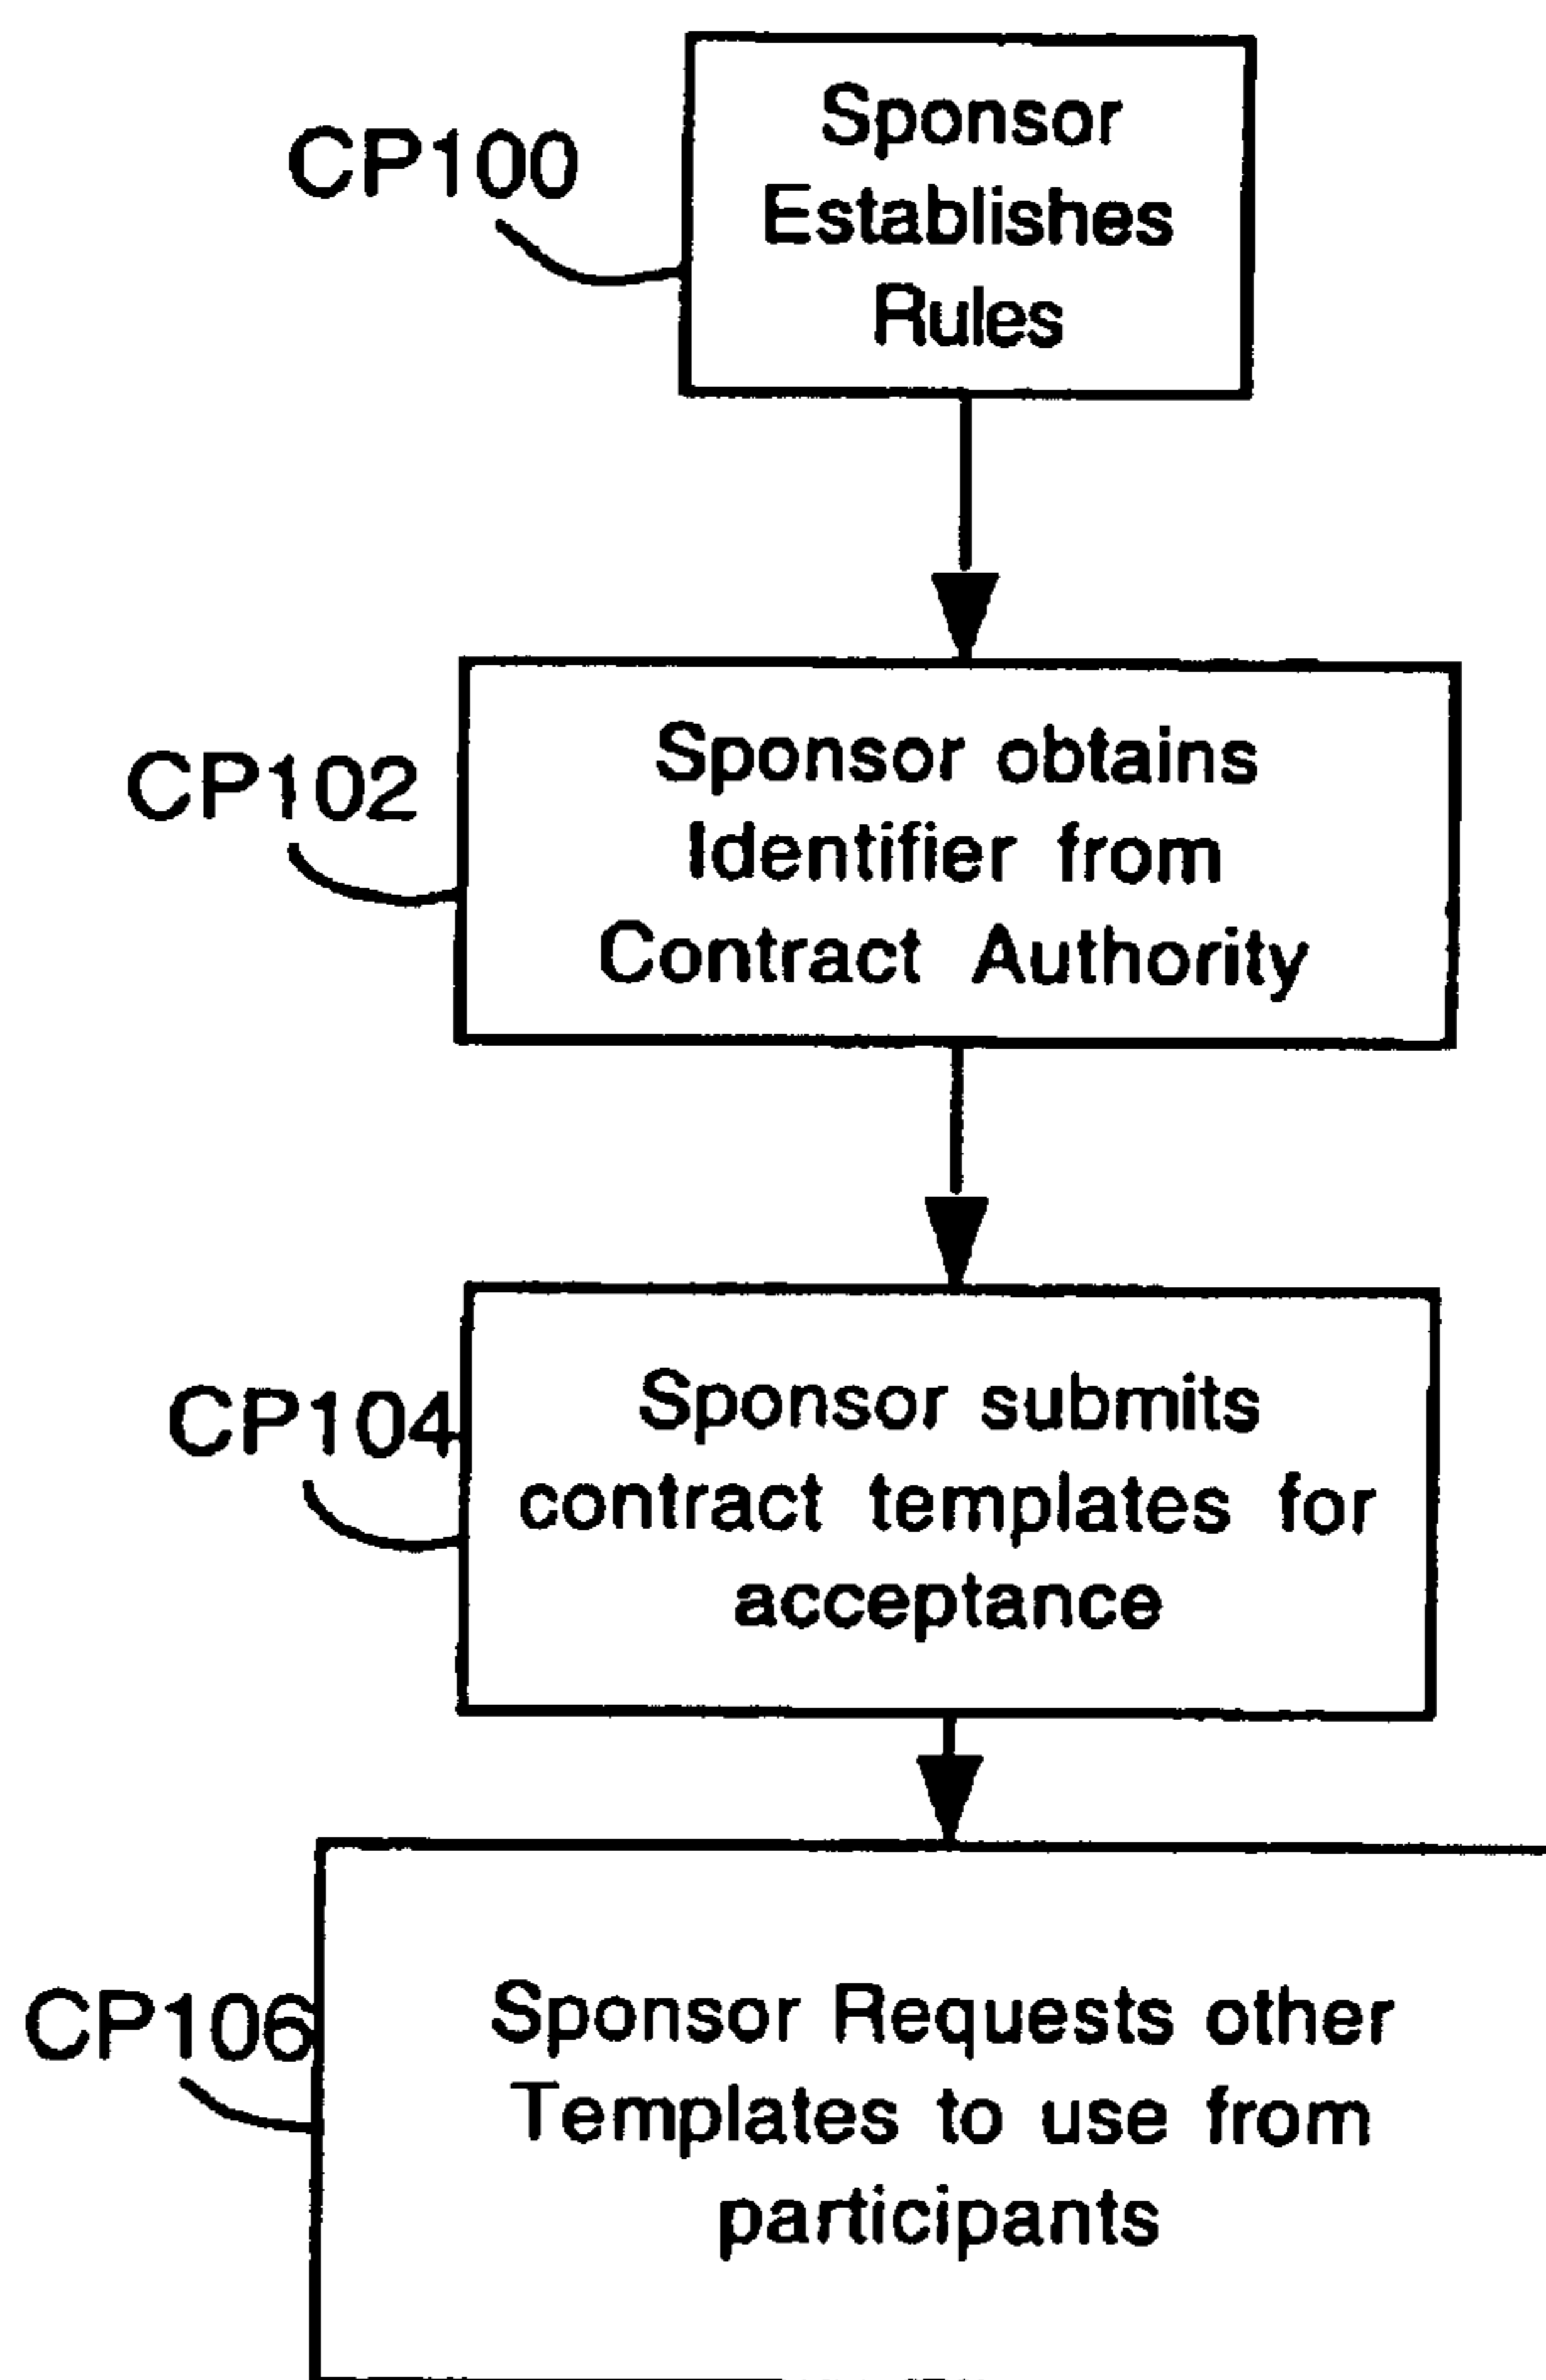 CP100
Sponsor
Establishes
Rules
CP102
Sponsor obtains
Identifier from
Contract Authority
CP104
Sponsor submits
contract templates for
acceptance
CP106
Sponsor Requests other
Templates to use from
participants